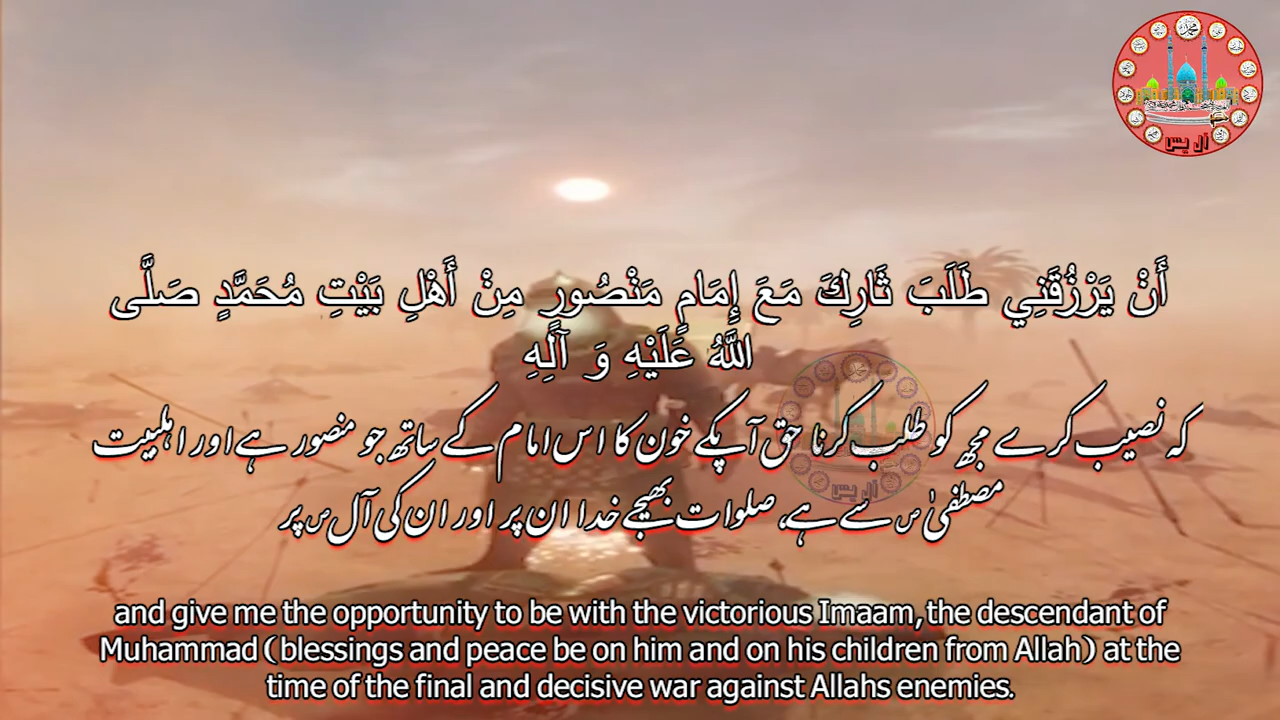 أَنْ يَرْزُقَنِي طَلَبَ ثَارِكَ مَعَ إِمَامٍ مَنْصُورٍ مِنْ أَهْلِ بَيْتِ مُحَمَّدٍ صَلَّى
اللَّهُ عَلَيْهِ وَ آلِهِ
کہ نصیب کرے مجھ کو طلب کرنا حق آپکے خون کا اس امام کے ساتھ جو منصور ہے اور اہلبیت
مصطفیٰ ص سے ہے، صلوات بھیجے خدا ان پر اور ان کی آل ص پر
and give me the opportunity to be with the victorious Imaam, the descendant of
Muhammad (blessings and peace be on him and on his children from Allah) at the
time of the final and decisive war against Allahs enemies.
آل یس
آل یس